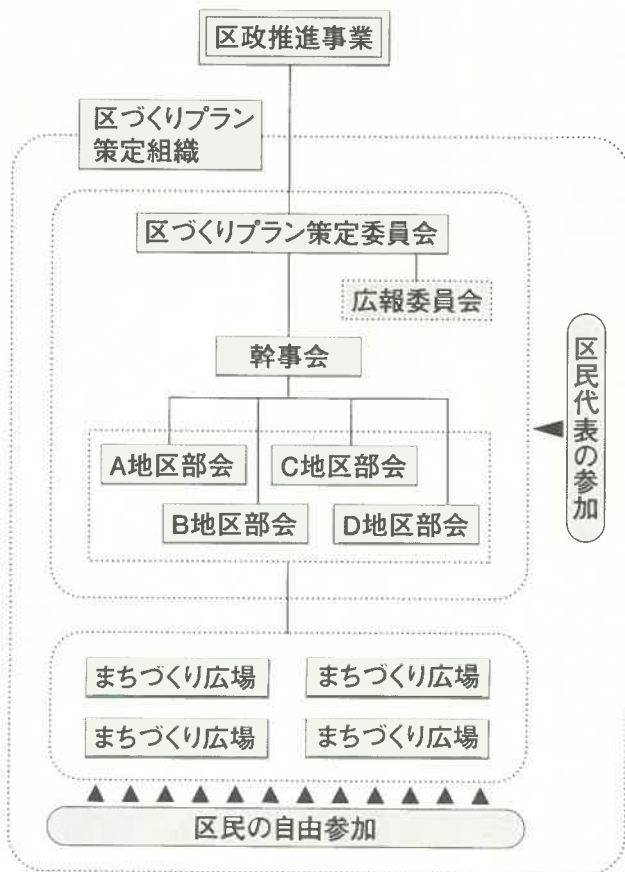 区政推進事業
区づくりプラン
策定組織
区づくりプラン策定委員会
広報委員会
幹事会
区民代表の参加
A地区部会
C地区部会
B地区部会
D地区部会
まちづくり広場
まちづくり広場
まちづくり広場
まちづくり広場
区民の自由参加